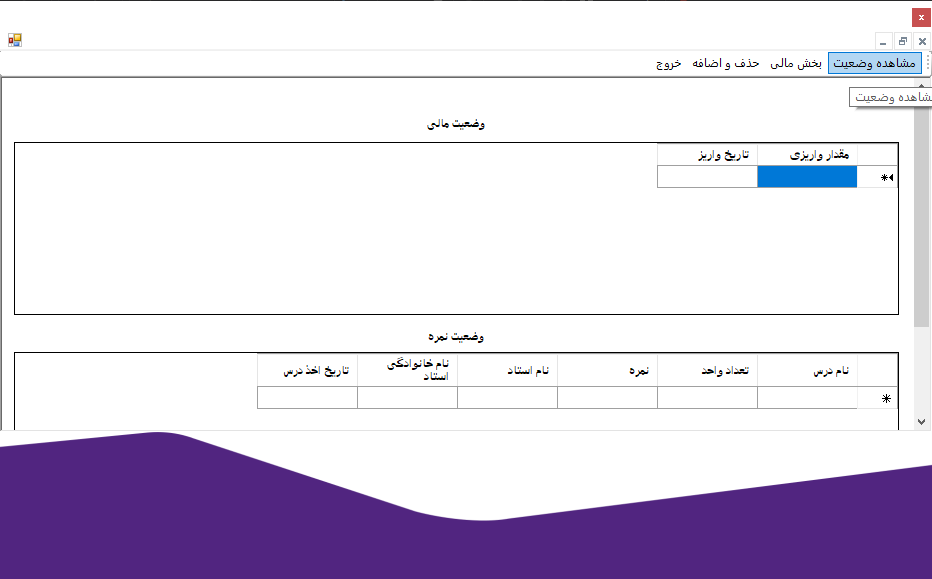 مشاهده وضعیت بخش مالی حذف و اضافه خروج
مشاهده وضعیت
وضعیت مالی
مقدار واریزی تاریخ واریز
وضعیت نمره
نام درس تعداد واحد نمره نام استاد نام خانوادگی استاد تاریخ اخذ درس